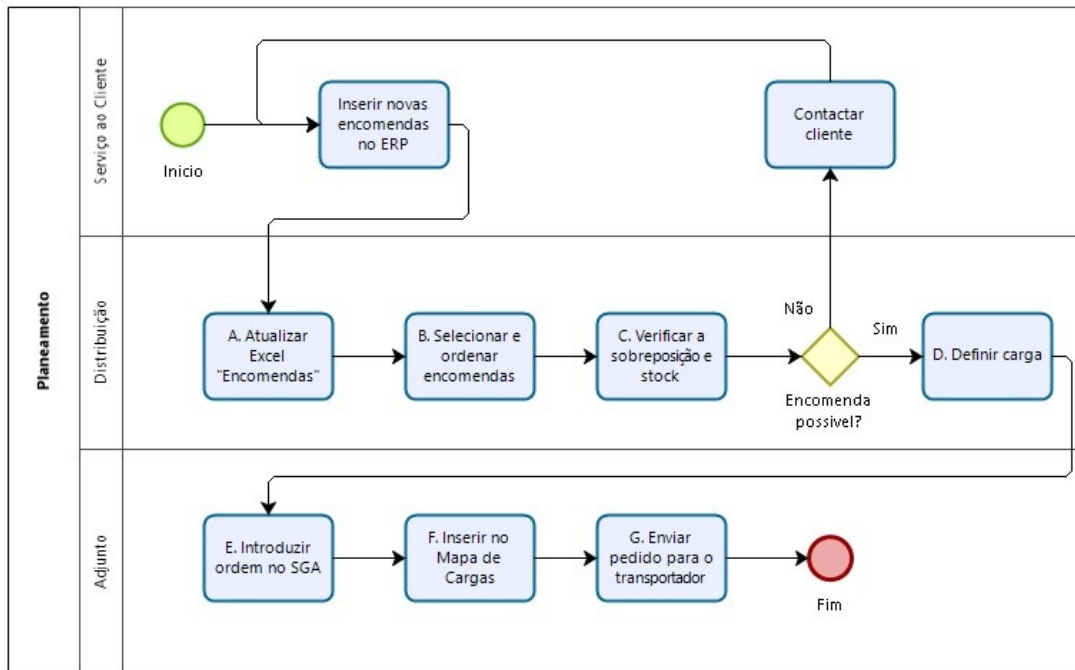 Planeamento
Serviço ao Cliente
Inicio
Inserir novas
encomendas
no ERP
Contactar
cliente
Distribuição
A. Atualizar
Excel
"Encomendas"
B. Selecionar e
ordenar
encomendas
C. Verificar a
sobreposição e
stock
Não
Sim
Encomenda
possivel?
D. Definir carga
Adjunto
E. Introduzir
ordem no SGA
F. Inserir no
Mapa de
Cargas
G. Enviar
pedido para o
transportador
Fim